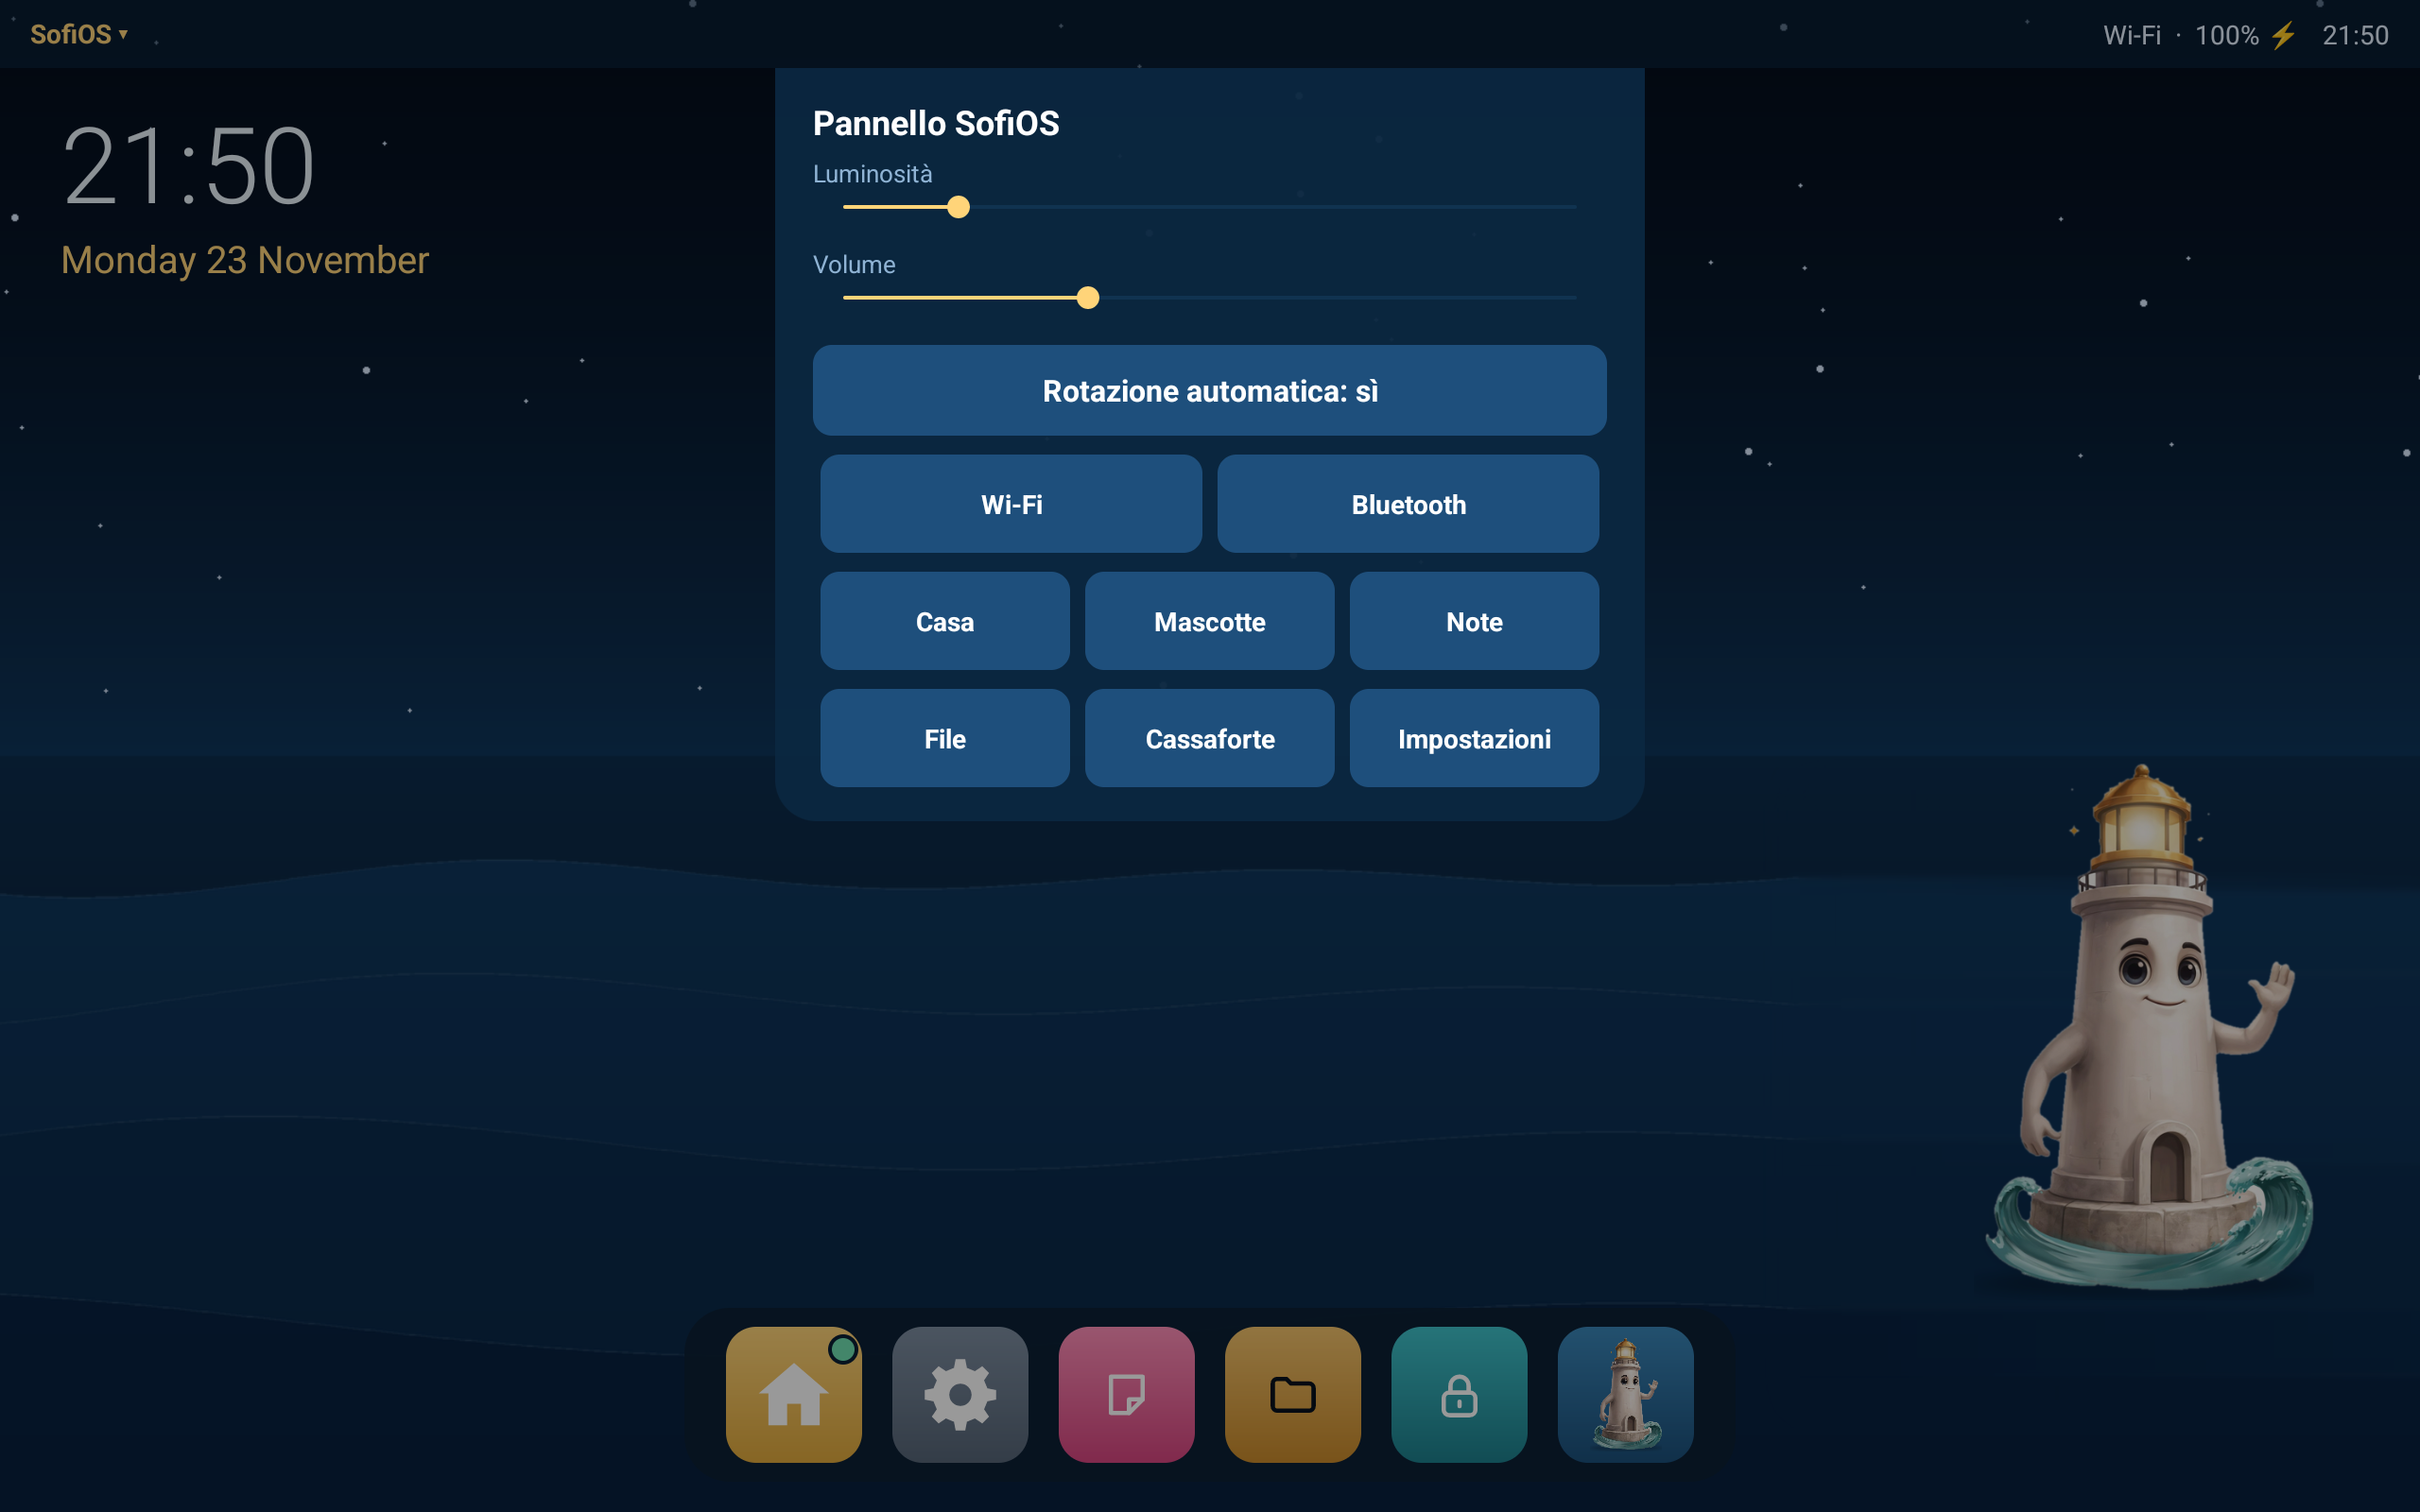 SofiOS ▾
Wi-Fi · 100% ⚡ 21:50
21:50
Monday 23 November
Pannello SofiOS
Luminosità
Volume
Rotazione automatica: sì
Wi-Fi
Bluetooth
Casa
Mascotte
Note
File
Cassaforte
Impostazioni